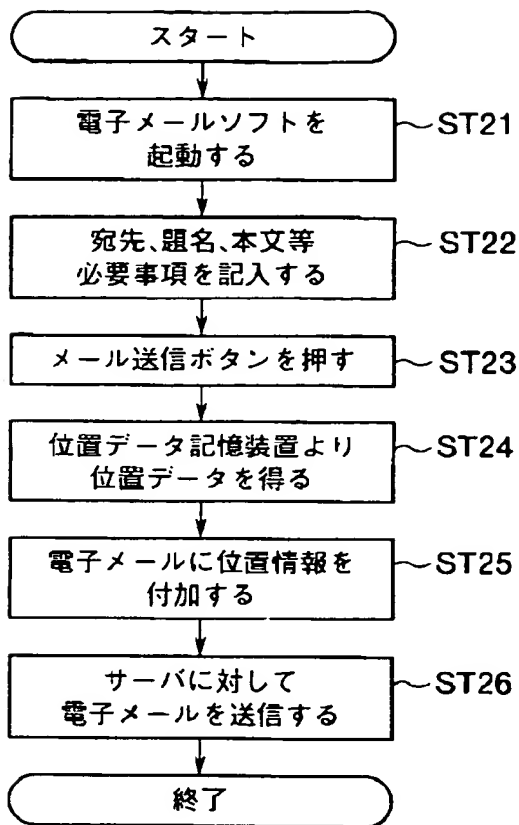 スタート
電子メールソフトを ST21
起動する
宛先、題名、本文等 ST22
必要事項を記入する
メール送信ボタンを押す ST23
位置データ記憶装置より ST24
位置データを得る
電子メールに位置情報を ST25
付加する
サーバに対して ST26
電子メールを送信する
終了